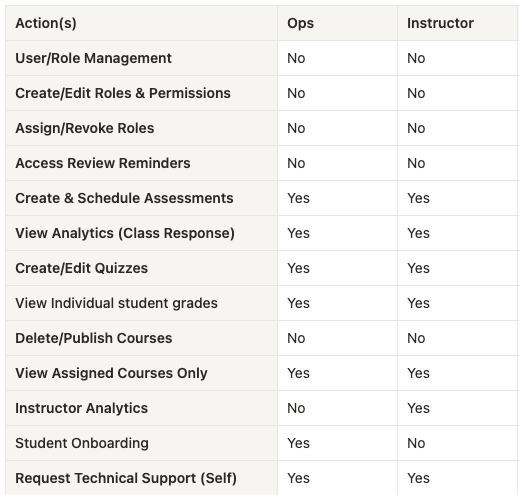 Action(s) Ops Instructor
User/Role Management No No
Create/Edit Roles & Permissions No No
Assign/Revoke Roles No No
Access Review Reminders No No
Create & Schedule Assessments Yes Yes
View Analytics (Class Response) Yes Yes
Create/Edit Quizzes Yes Yes
View Individual student grades Yes Yes
Delete/Publish Courses No No
View Assigned Courses Only Yes Yes
Instructor Analytics No Yes
Student Onboarding Yes No
Request Technical Support (Self) Yes Yes